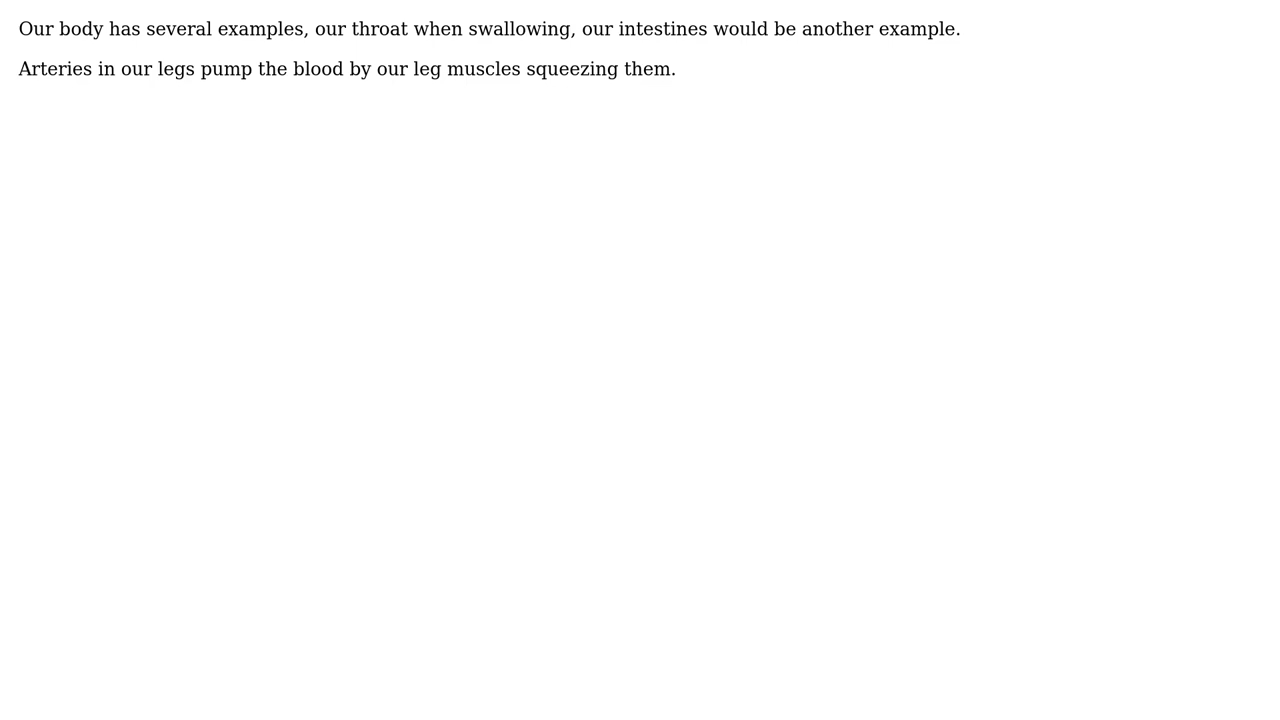 Our body has several examples, our throat when swallowing, our intestines would be another example.
Arteries in our legs pump the blood by our leg muscles squeezing them.